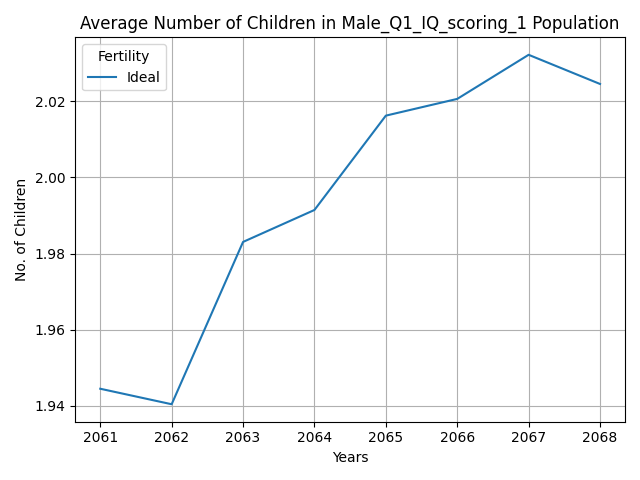 Average Number of Children in Male_Q1_IQ_scoring_1 Population
Fertility
Ideal
No. of Children
2.02
2.00
1.98
1.96
1.94
2061 2062 2063 2064 2065 2066 2067 2068
Years